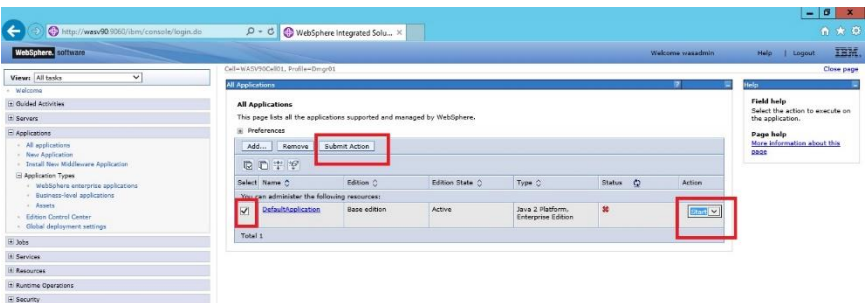 http://wasv90:9060/ibm/console/login.do
WebSphere Integrated Solu...
WebSphere. software
Welcome wasadmin
Help | Logout
IBM.
Cell=WASV90Cell01, Profile=Dmgr01
Close page
View: All tasks
Welcome
Guided Activities
Servers
Applications
All applications
New Application
Install New Middleware Application
Application Types
WebSphere enterprise applications
Business-level applications
Assets
Edition Control Center
Global deployment settings
Jobs
Services
Resources
Runtime Operations
Security
All Applications
All Applications
This page lists all the applications supported and managed by WebSphere.
Preferences
Add... Remove Submit Action
Select Name Edition Edition State Type Status Action
You can administer the following resources:
DefaultApplication Base edition Active Java 2 Platform, Enterprise Edition Start
Total 1
Help
Field help
Select the action to execute on
the application.
Page help
More information about this
page